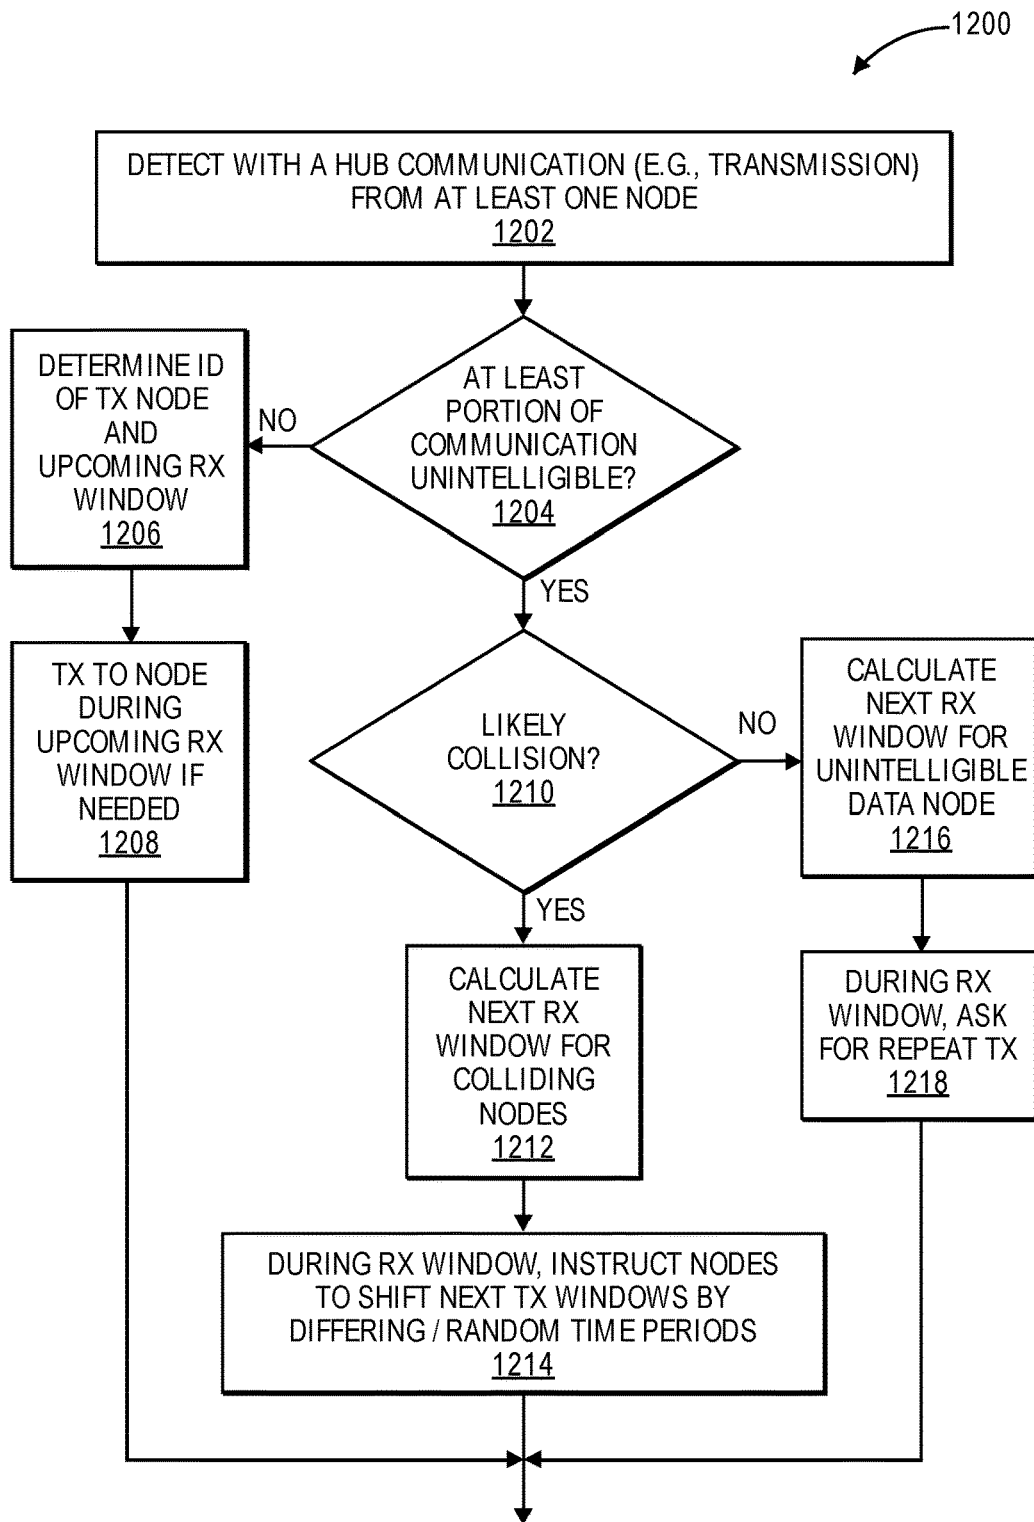 1200
DETECT WITH A HUB COMMUNICATION (E.G., TRANSMISSION)
FROM AT LEAST ONE NODE
1202
AT LEAST
PORTION OF
COMMUNICATION
UNINTELLIGIBLE?
1204
NO
DETERMINE ID
OF TX NODE
AND
UPCOMING RX
WINDOW
1206
YES
TX TO NODE
DURING
UPCOMING RX
WINDOW IF
NEEDED
1208
LIKELY
COLLISION?
1210
NO
CALCULATE
NEXT RX
WINDOW FOR
UNINTELLIGIBLE
DATA NODE
1216
YES
CALCULATE
NEXT RX
WINDOW FOR
COLLIDING
NODES
1212
DURING RX
WINDOW, ASK
FOR REPEAT TX
1218
DURING RX WINDOW, INSTRUCT NODES
TO SHIFT NEXT TX WINDOWS BY
DIFFERING / RANDOM TIME PERIODS
1214